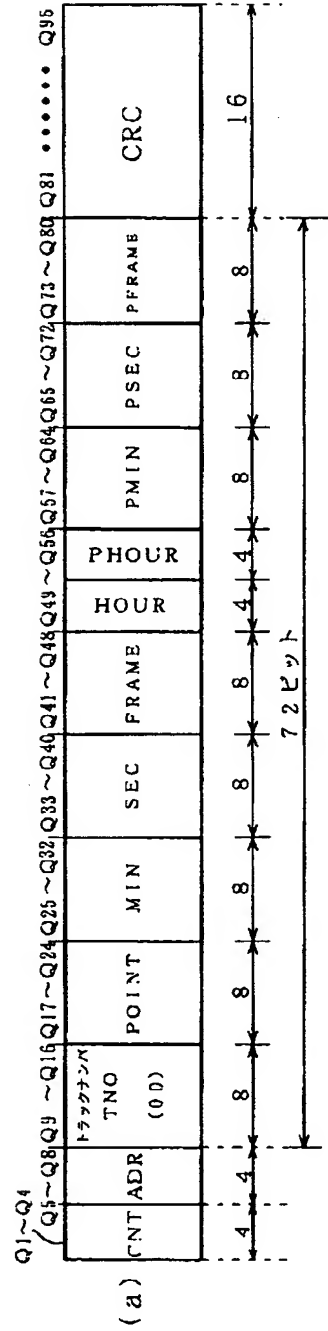 Q1~Q4
Q5~Q8 Q9 ~Q16 Q17~Q24 Q25~Q32 Q33~Q40 Q41~Q48 Q49 ~Q56 Q57~Q64 Q65~Q72 Q73~Q80 Q81 •••••• Q96
(a)
CNT
ADR
トラックナンバ
TNO
(00)
POINT
MIN
SEC
FRAME
HOUR
PHOUR
PMIN
PSEC
PFRAME
CRC
4 4 8 8 8 8 8 4 4 8 8 8 16
72ビット